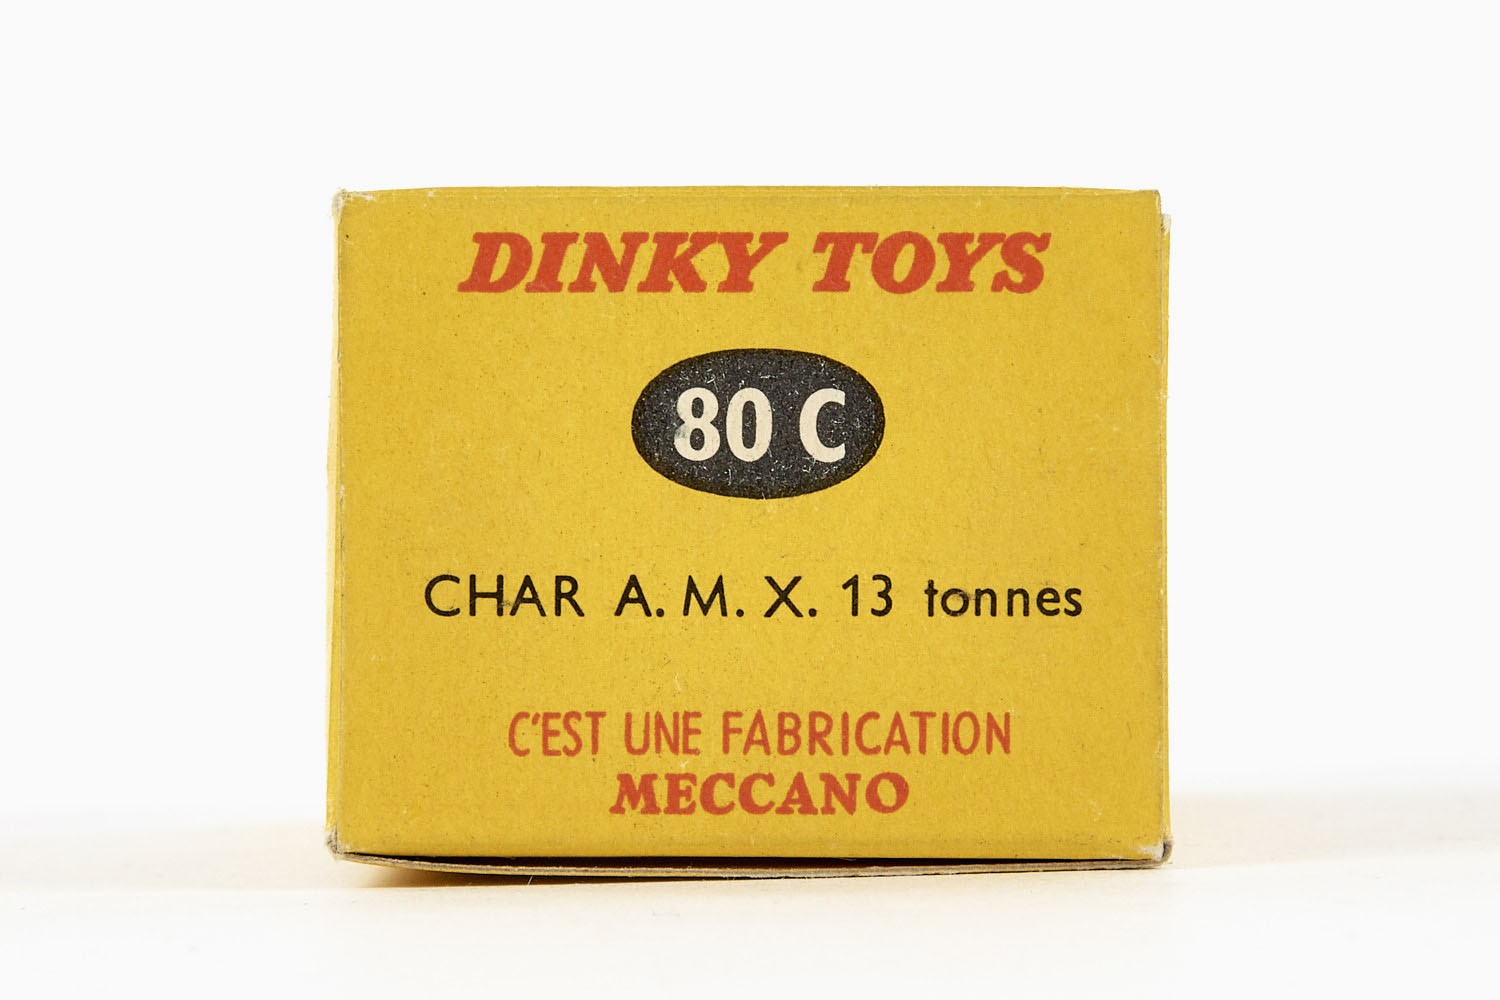 DINKY TOYS
80 C
CHAR A. M. X. 13 tonnes
C'EST UNE FABRICATION
MECCANO